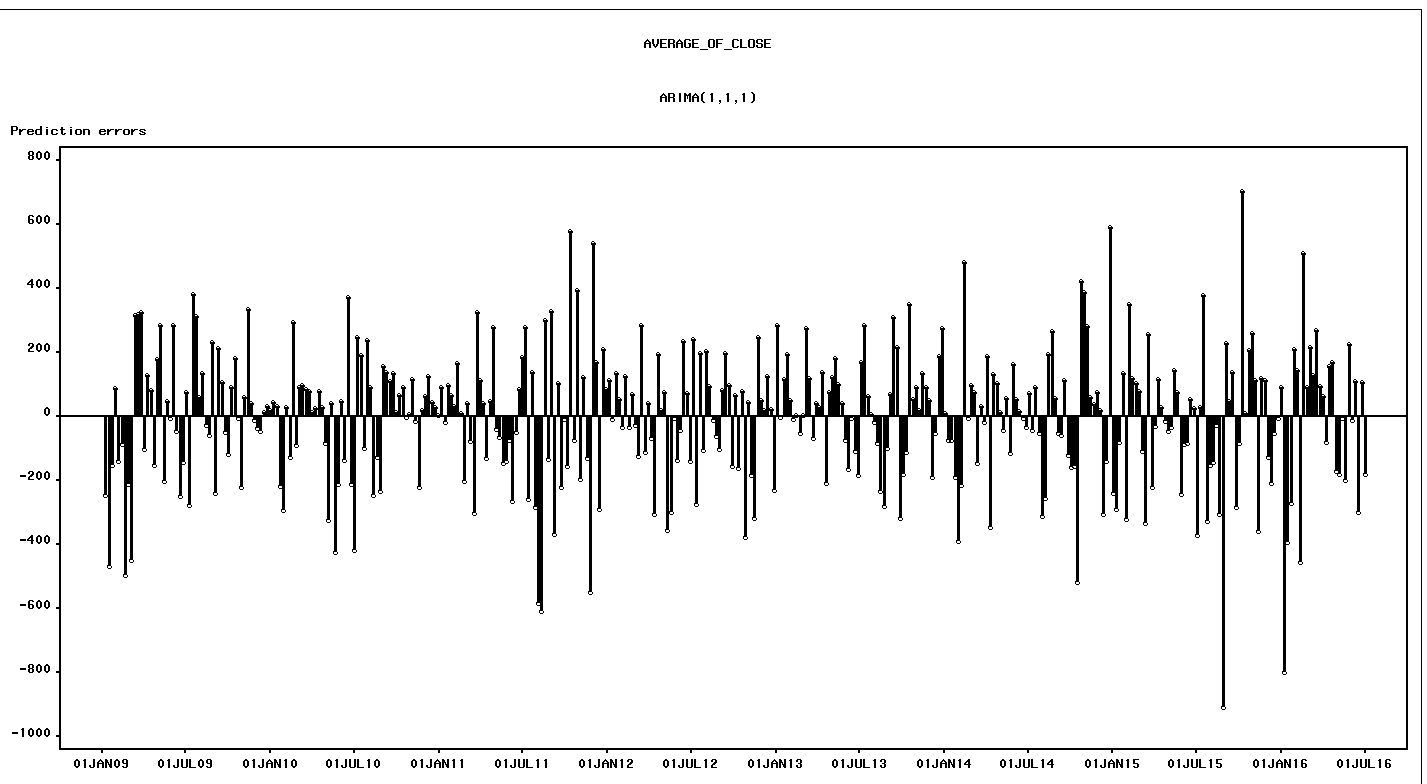 AVERAGE_OF_CLOSE
ARIMA(1,1,1)
Prediction errors
800
600
400
200
0
-200
-400
-600
-800
-1000
01JAN09 01JUL09 01JAN10 01JUL10 01JAN11 01JUL11 01JAN12 01JUL12 01JAN13 01JUL13 01JAN14 01JUL14 01JAN15 01JUL15 01JAN16 01JUL16